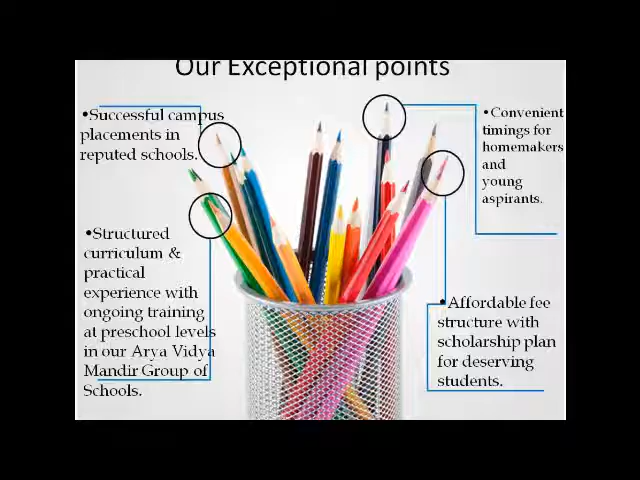 Our Exceptional points
•Successful campus
placements in
reputed schools.
•Convenient
timings for
homemakers
and
young
aspirants.
•Structured
curriculum &
practical
experience with
ongoing training
at preschool levels
in our Arya Vidya
Mandir Group of
Schools.
•Affordable fee
structure with
scholarship plan
for deserving
students.